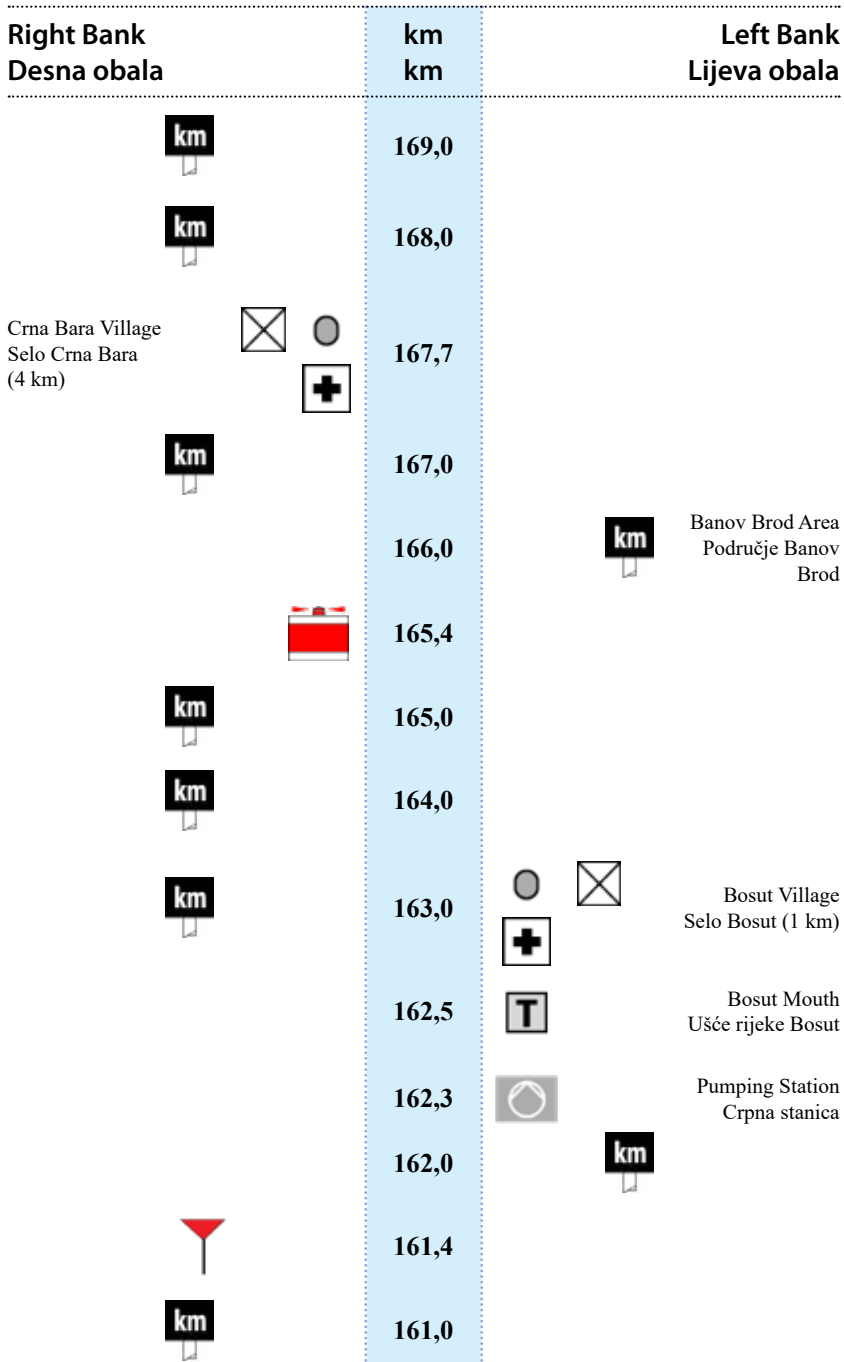 Right Bank km Left Bank
Desna obala km Lijeva obala
km 169,0
km 168,0
Crna Bara Village
Selo Crna Bara
(4 km)
167,7
km 167,0
166,0 km
Banov Brod Area
Područje Banov
Brod
165,4
km 165,0
km 164,0
km 163,0
Bosut Village
Selo Bosut (1 km)
162,5 T
Bosut Mouth
Ušće rijeke Bosut
162,3
Pumping Station
Crpna stanica
162,0 km
161,4
km 161,0